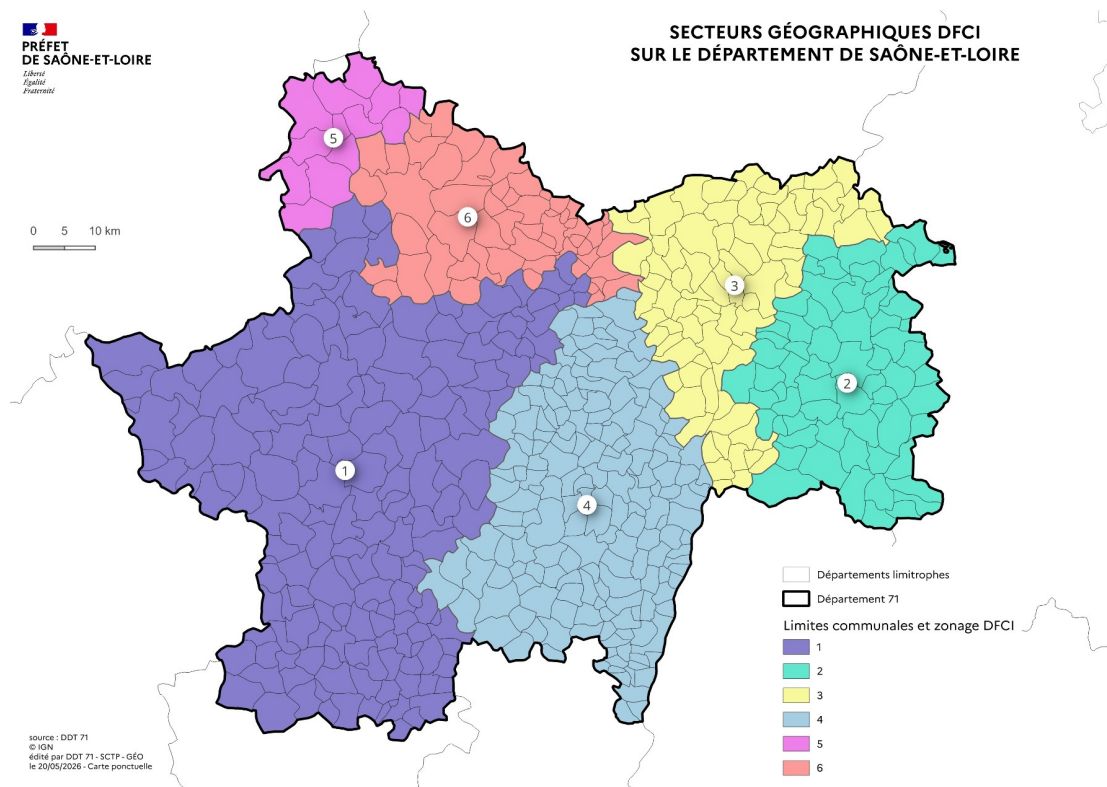 PRÉFET
DE SAÔNE-ET-LOIRE
Liberté
Égalité
Fraternité
SECTEURS GÉOGRAPHIQUES DFCI
SUR LE DÉPARTEMENT DE SAÔNE-ET-LOIRE
5
6
0 5 10 km
3
2
1
4
Départements limitrophes
Département 71
Limites communales et zonage DFCI
1
2
3
4
5
6
source : DDT 71
© IGN
édité par DDT 71 - SCTP - GÉO
le 20/05/2026 - Carte ponctuelle